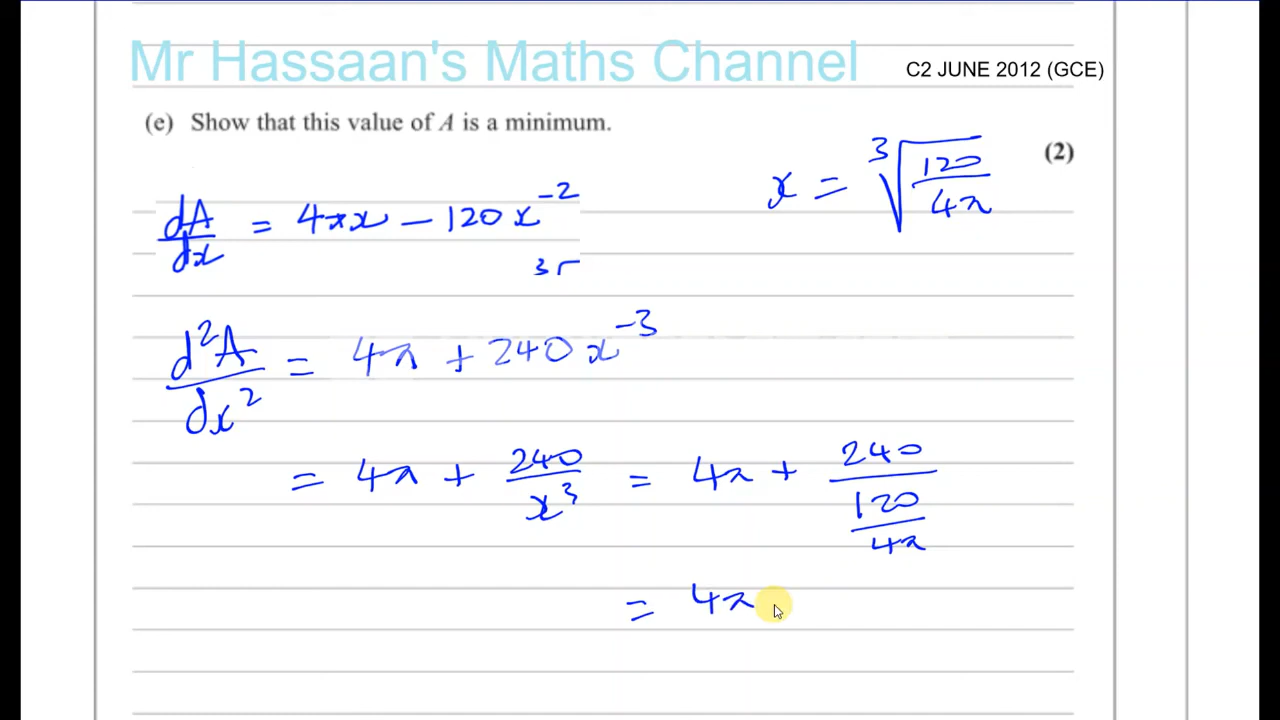 Mr Hassaan's Maths Channel
C2 JUNE 2012 (GCE)
(e) Show that this value of A is a minimum.
(2)
x = ∛(120/4π)
dA/dx = 4πx − 120x⁻²
3√
d²A/dx² = 4π + 240x⁻³
= 4π + 240/x³ = 4π + 240/(120/4π)
= 4π